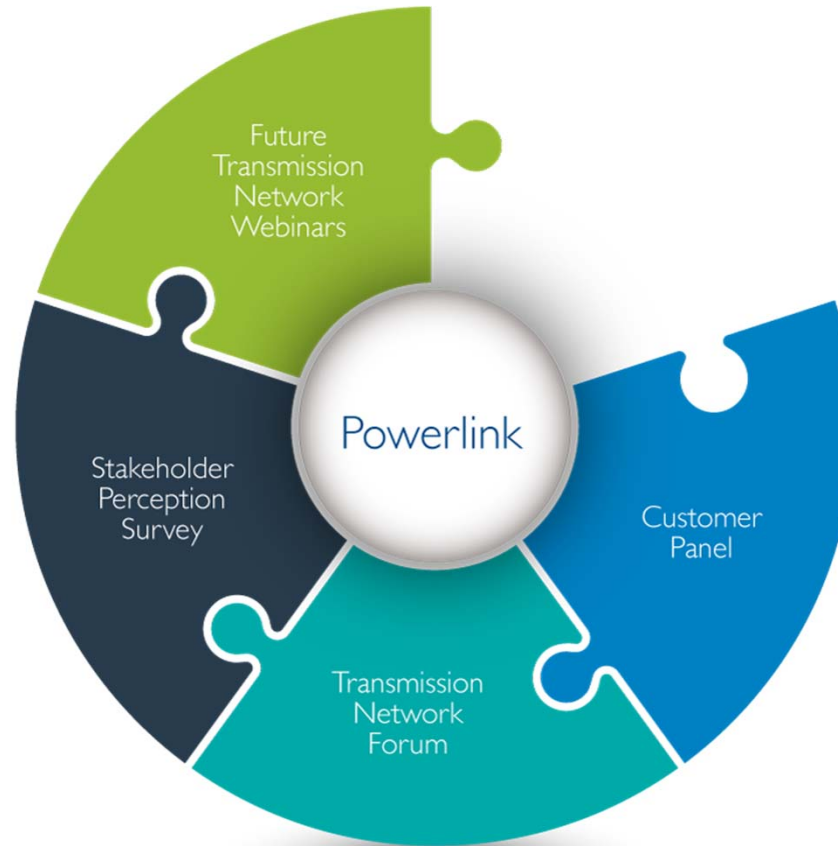 Future
Transmission
Network
Webinars
Powerlink
Stakeholder
Perception
Survey
Customer
Panel
Transmission
Network
Forum